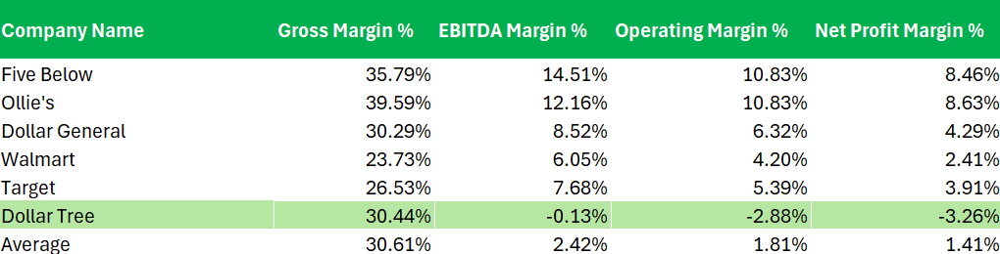 Company Name Gross Margin % EBITDA Margin % Operating Margin % Net Profit Margin %
Five Below 35.79% 14.51% 10.83% 8.46%
Ollie's 39.59% 12.16% 10.83% 8.63%
Dollar General 30.29% 8.52% 6.32% 4.29%
Walmart 23.73% 6.05% 4.20% 2.41%
Target 26.53% 7.68% 5.39% 3.91%
Dollar Tree 30.44% -0.13% -2.88% -3.26%
Average 30.61% 2.42% 1.81% 1.41%